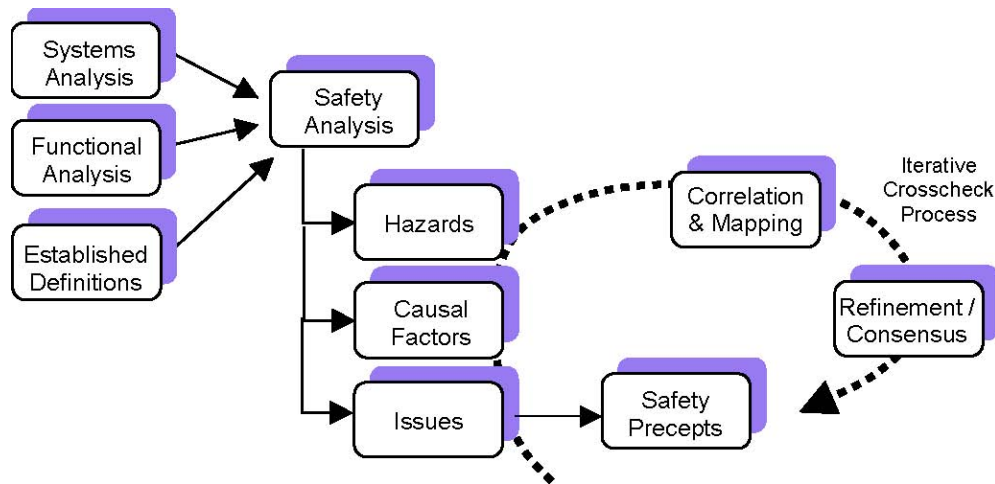 Systems
Analysis
Functional
Analysis
Established
Definitions
Safety
Analysis
Hazards
Causal
Factors
Issues
Safety
Precepts
Correlation
& Mapping
Iterative
Crosscheck
Process
Refinement /
Consensus